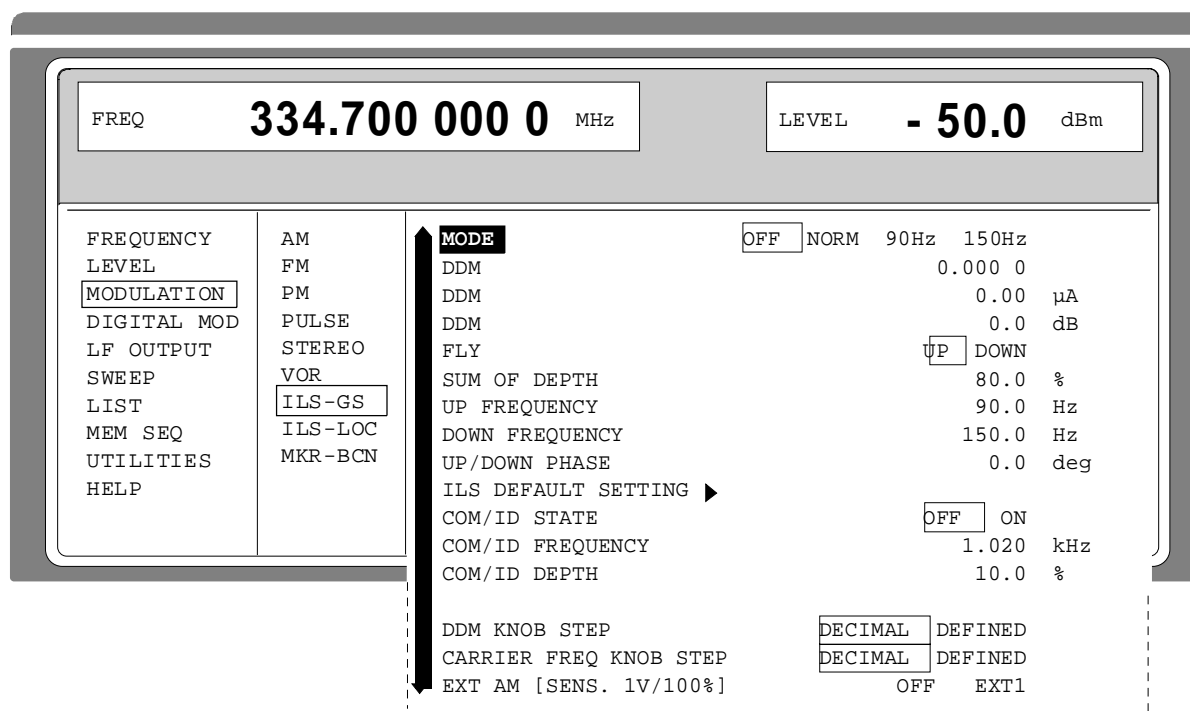 FREQ 334.700 000 0 MHz LEVEL - 50.0 dBm
FREQUENCY
LEVEL
MODULATION
DIGITAL MOD
LF OUTPUT
SWEEP
LIST
MEM SEQ
UTILITIES
HELP
AM
FM
PM
PULSE
STEREO
VOR
ILS-GS
ILS-LOC
MKR-BCN
MODE OFF NORM 90Hz 150Hz
DDM 0.000 0
DDM 0.00 µA
DDM 0.0 dB
FLY UP DOWN
SUM OF DEPTH 80.0 %
UP FREQUENCY 90.0 Hz
DOWN FREQUENCY 150.0 Hz
UP/DOWN PHASE 0.0 deg
ILS DEFAULT SETTING
COM/ID STATE OFF ON
COM/ID FREQUENCY 1.020 kHz
COM/ID DEPTH 10.0 %
DDM KNOB STEP DECIMAL DEFINED
CARRIER FREQ KNOB STEP DECIMAL DEFINED
EXT AM [SENS. 1V/100%] OFF EXT1